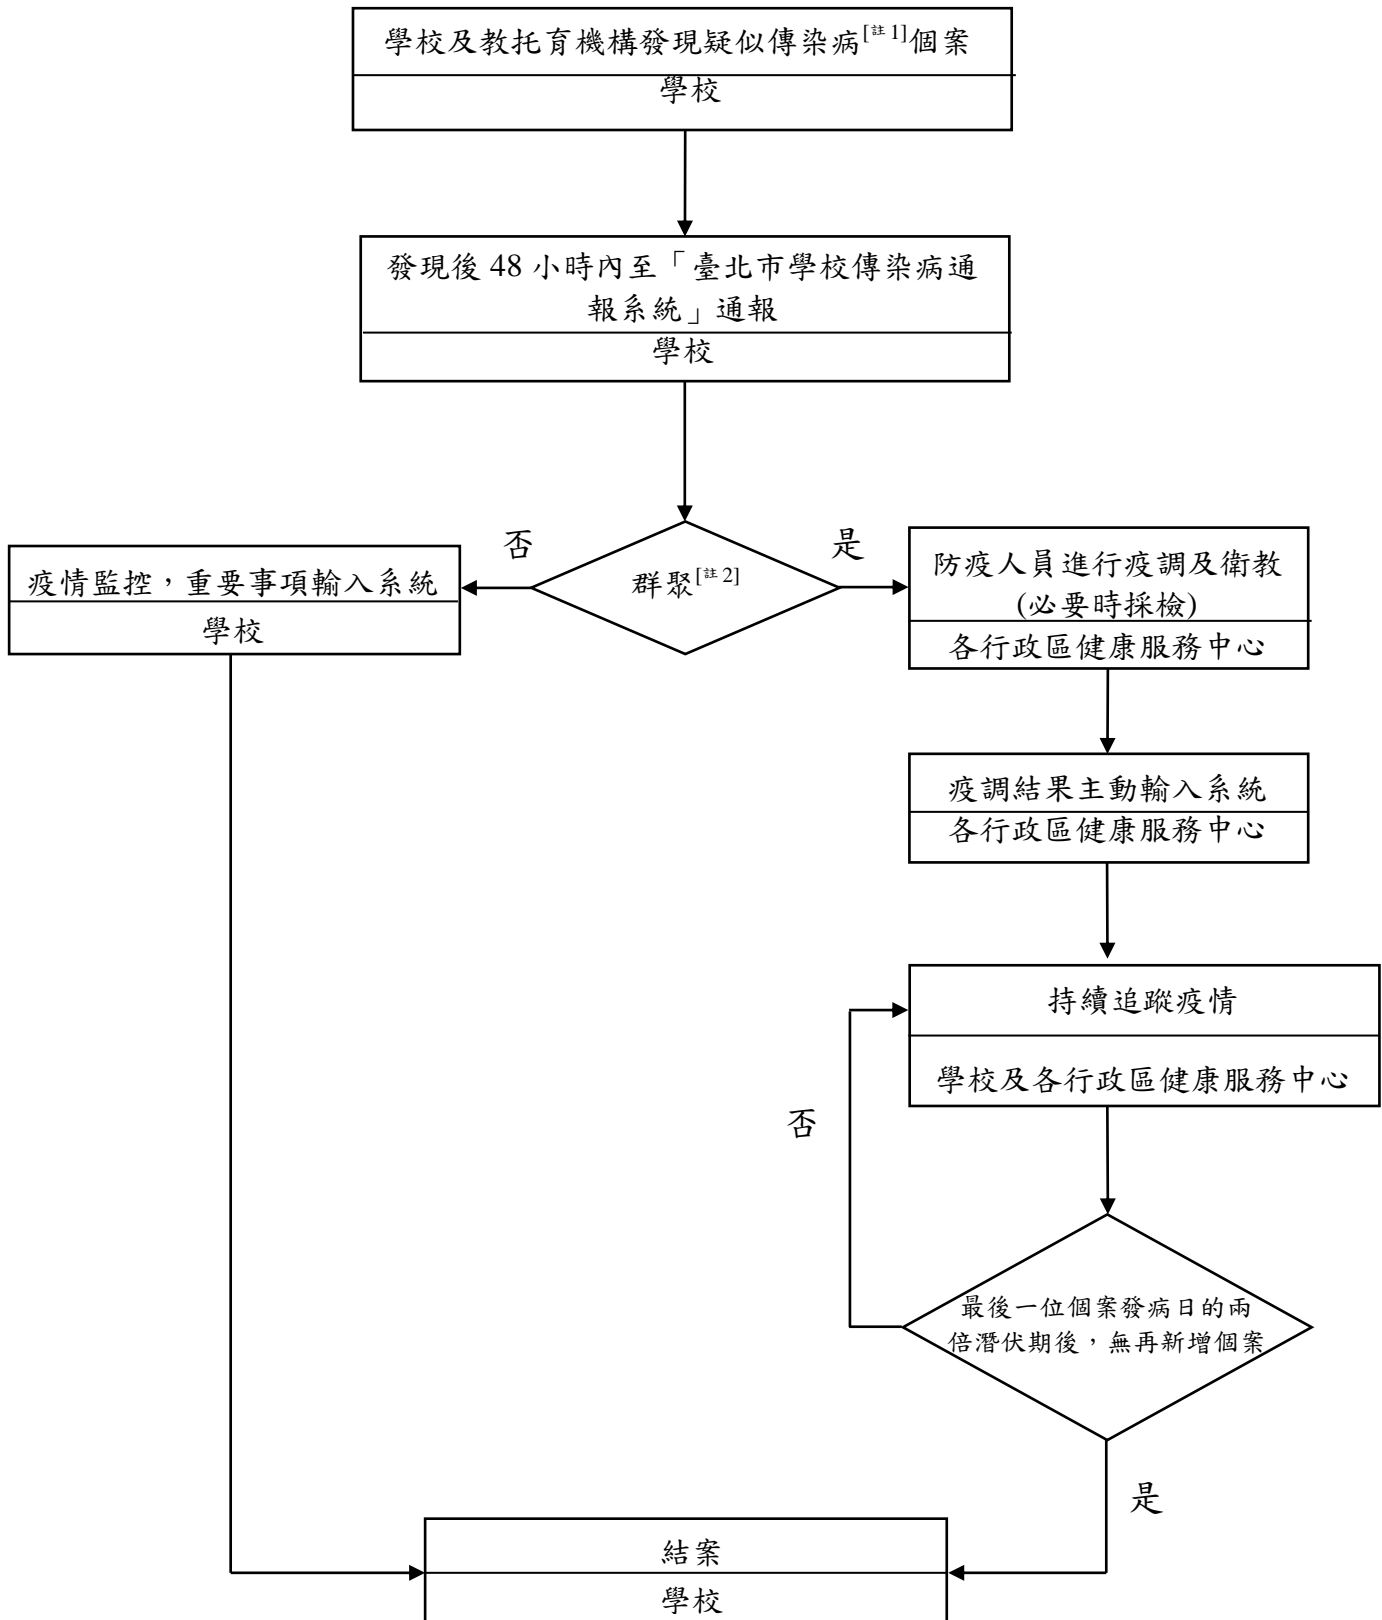 學校及教托育機構發現疑似傳染病[註1]個案
學校
發現後 48 小時內至「臺北市學校傳染病通
報系統」通報
學校
否
是
群聚[註2]
疫情監控，重要事項輸入系統
學校
防疫人員進行疫調及衛教
(必要時採檢)
各行政區健康服務中心
疫調結果主動輸入系統
各行政區健康服務中心
持續追蹤疫情
學校及各行政區健康服務中心
否
最後一位個案發病日的兩
倍潛伏期後，無再新增個案
是
結案
學校